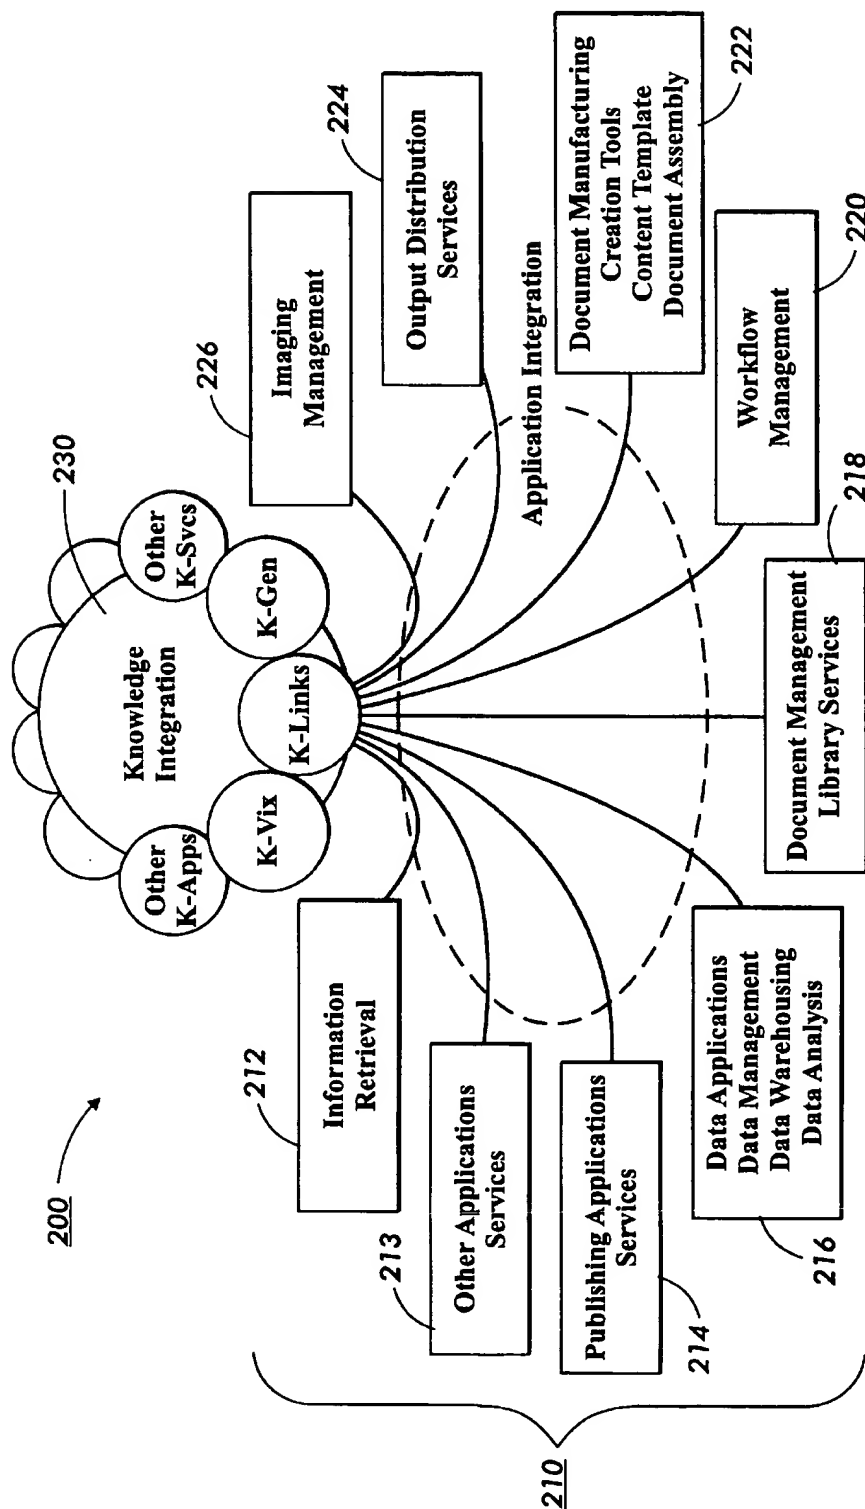 200
230
Knowledge
Integration
Other
K-Apps
K-Vix
K-Links
K-Gen
Other
K-Svcs
226
Imaging
Management
224
Output Distribution
Services
Application Integration
222
Document Manufacturing
Creation Tools
Content Template
Document Assembly
220
Workflow
Management
218
Document Management
Library Services
212
Information
Retrieval
213
Other Applications
Services
214
Publishing Applications
Services
216
Data Applications
Data Management
Data Warehousing
Data Analysis
210